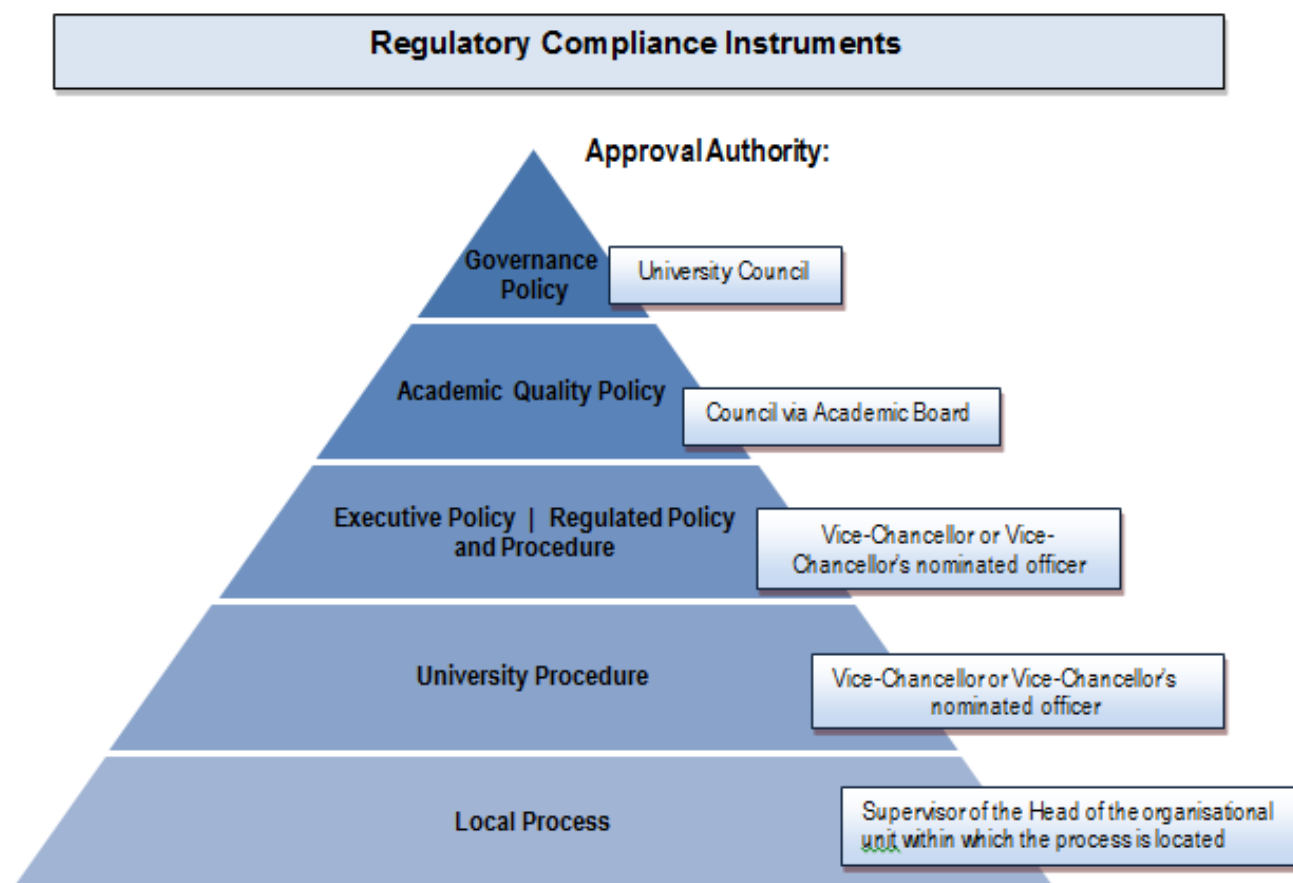 Regulatory Compliance Instruments
Approval Authority:
Governance
Policy
University Council
Academic Quality Policy
Council via Academic Board
Executive Policy | Regulated Policy
and Procedure
Vice-Chancellor or Vice-
Chancellor's nominated officer
University Procedure
Vice-Chancellor or Vice-Chancellor's
nominated officer
Local Process
Supervisor of the Head of the organisational
unit within which the process is located